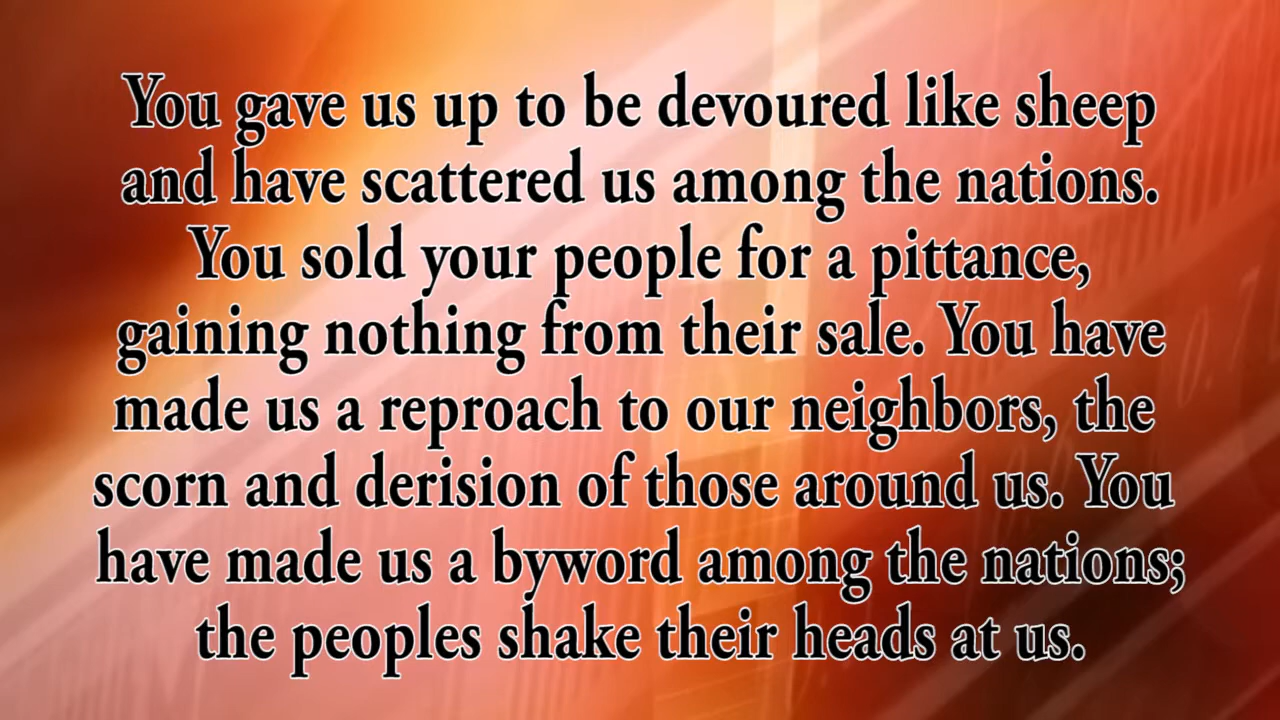 You gave us up to be devoured like sheep
and have scattered us among the nations.
You sold your people for a pittance,
gaining nothing from their sale. You have
made us a reproach to our neighbors, the
scorn and derision of those around us. You
have made us a byword among the nations;
the peoples shake their heads at us.